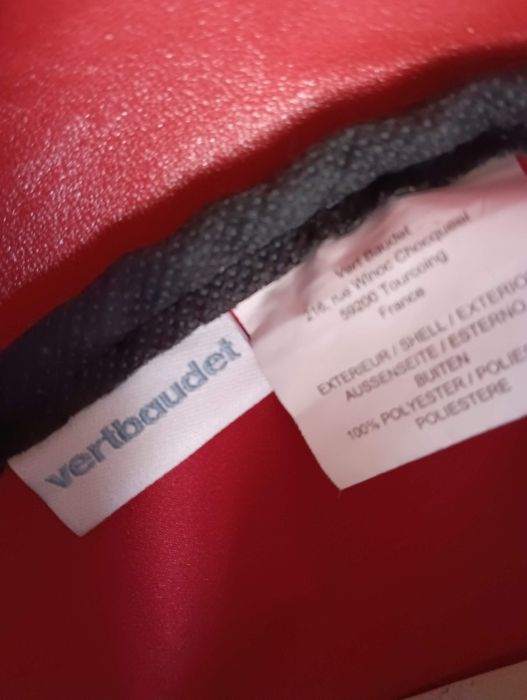 vertbaudet
Vert Baudet
216, rue Winoc Chocqueel
59200 Tourcoing
France
EXTERIEUR / SHELL / EXTERIO
AUSSENSEITE / ESTERNO
BUITEN
100% POLYESTER / POLIES
POLIESTERE